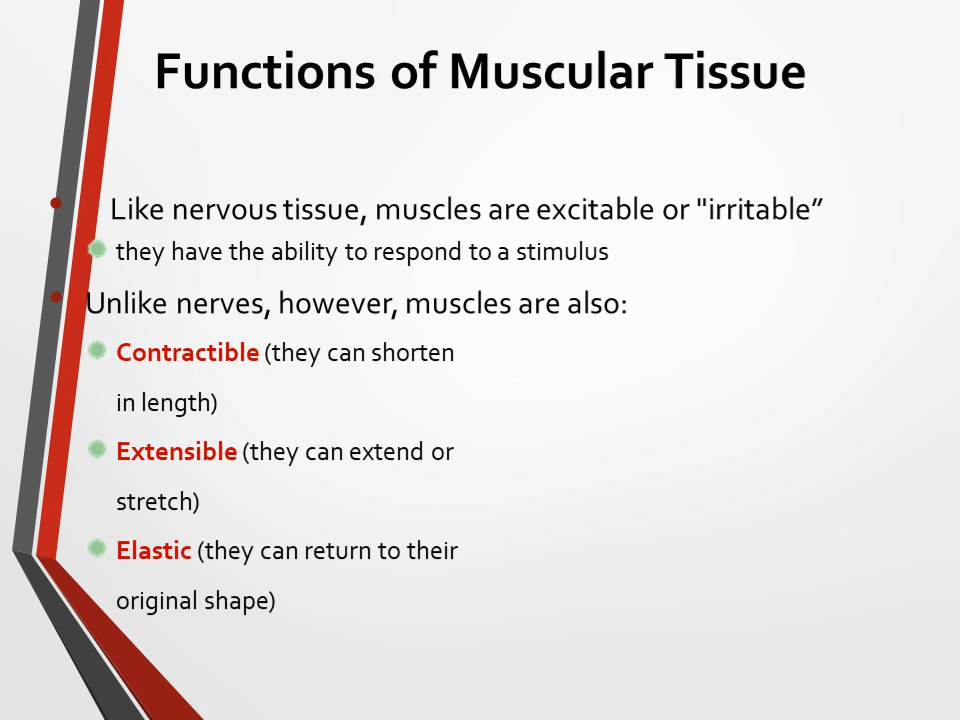 Functions of Muscular Tissue
Like nervous tissue, muscles are excitable or "irritable”
they have the ability to respond to a stimulus
Unlike nerves, however, muscles are also:
Contractible (they can shorten
in length)
Extensible (they can extend or
stretch)
Elastic (they can return to their
original shape)